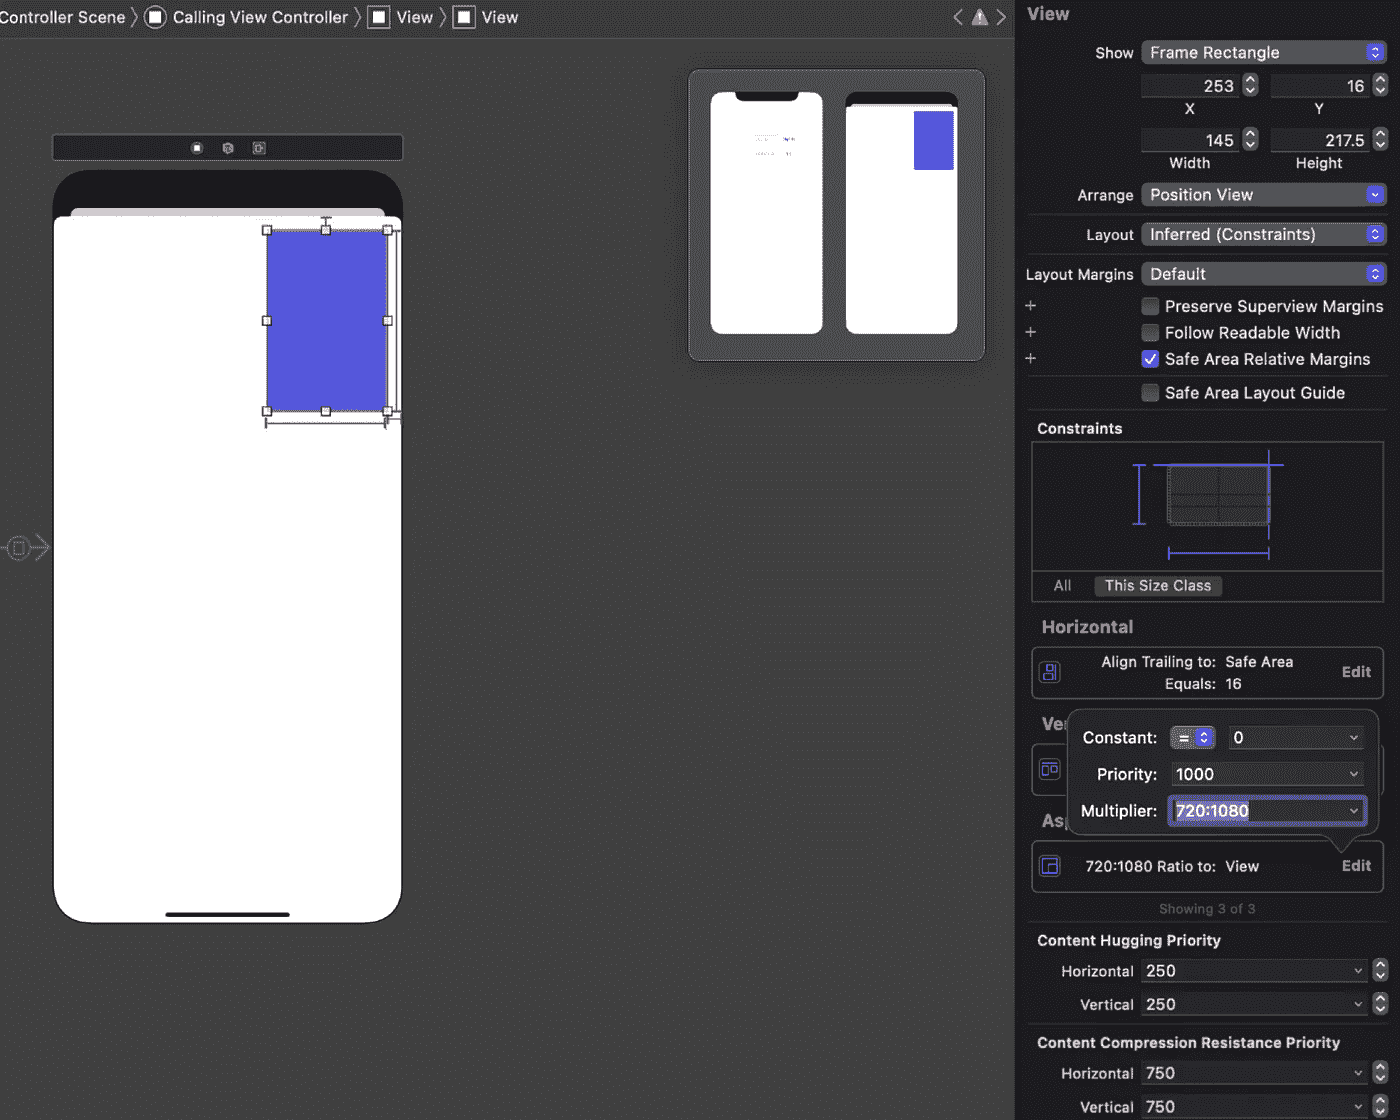 Controller Scene Calling View Controller View View
View
Show Frame Rectangle
253 16
X Y
145 217.5
Width Height
Arrange Position View
Layout Inferred (Constraints)
Layout Margins Default
Preserve Superview Margins
Follow Readable Width
Safe Area Relative Margins
Safe Area Layout Guide
Constraints
All This Size Class
Horizontal
Align Trailing to: Safe Area Edit
Equals: 16
Ver
Constant: = 0
Priority: 1000
Multiplier: 720:1080
As
720:1080 Ratio to: View Edit
Showing 3 of 3
Content Hugging Priority
Horizontal 250
Vertical 250
Content Compression Resistance Priority
Horizontal 750
Vertical 750